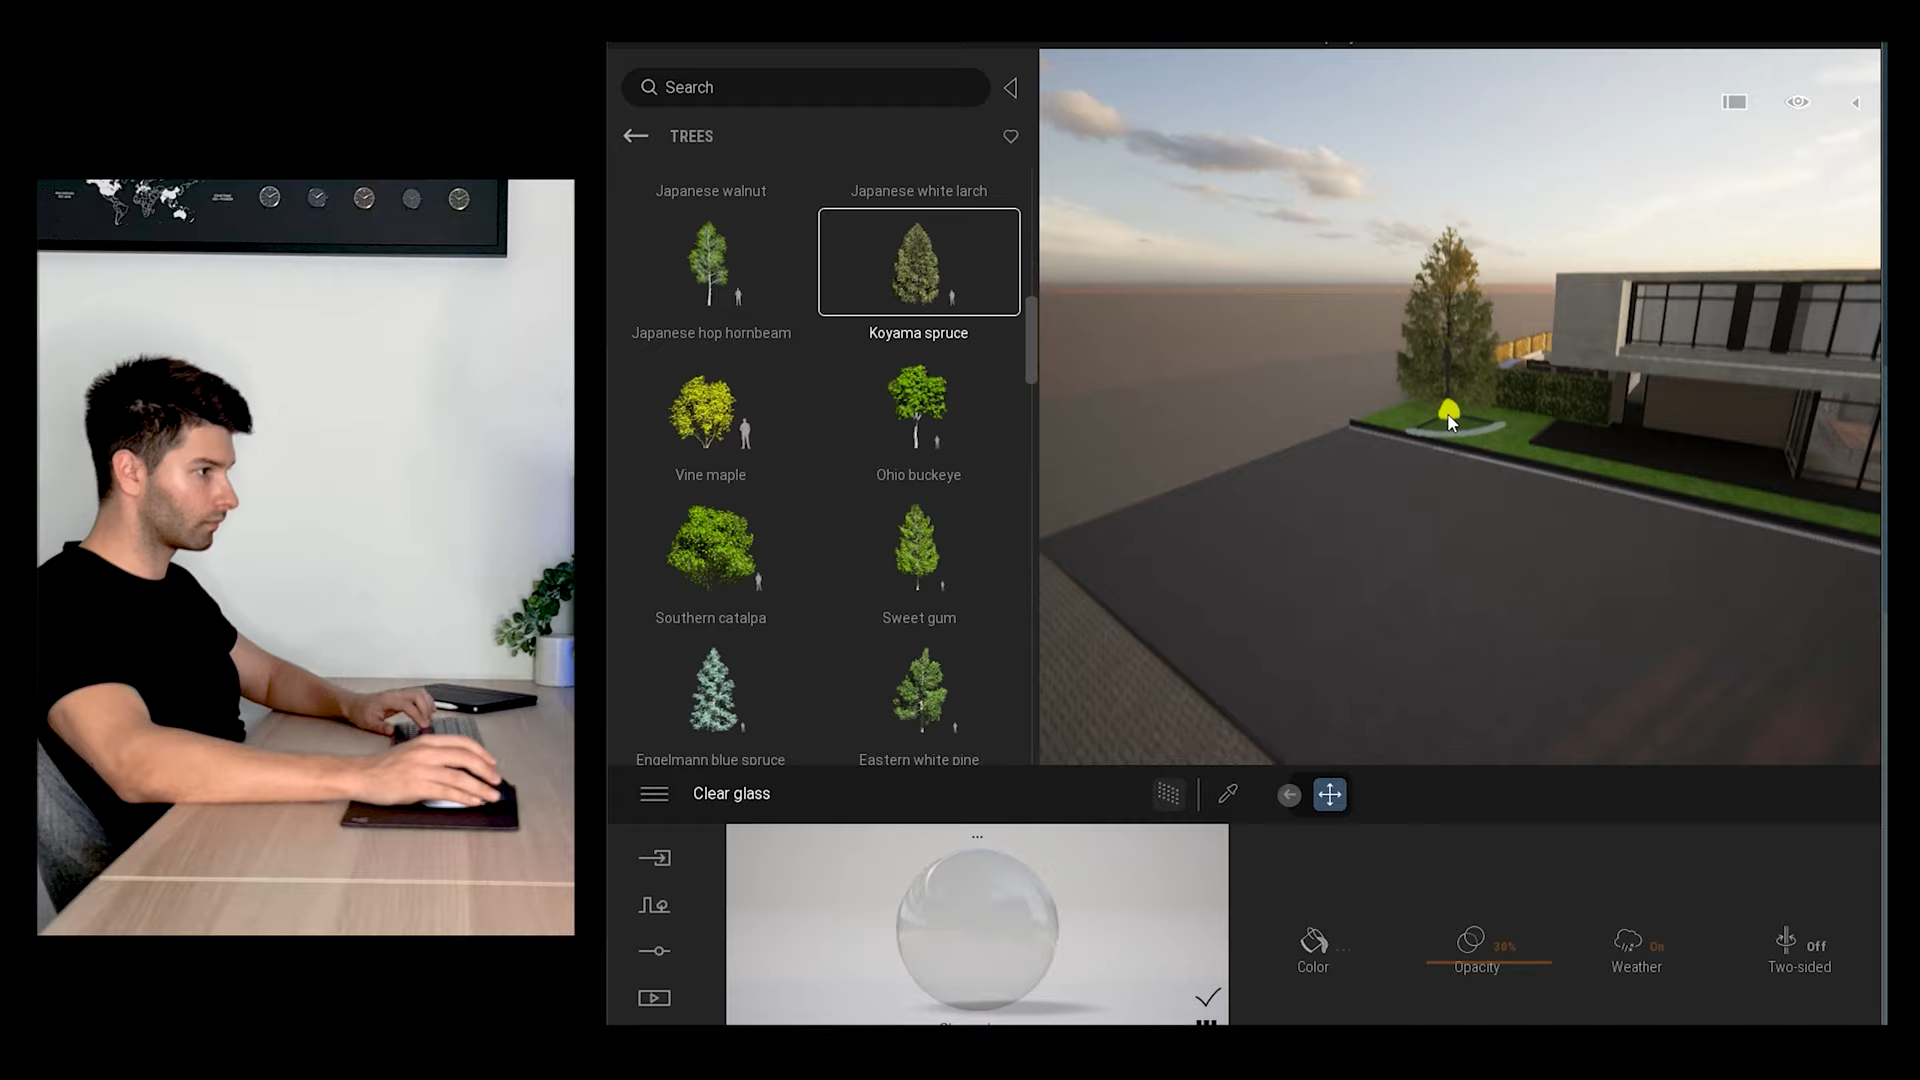 Search
TREES
Japanese walnut
Japanese white larch
Japanese hop hornbeam
Koyama spruce
Vine maple
Ohio buckeye
Southern catalpa
Sweet gum
Engelmann blue spruce
Eastern white pine
Clear glass
...
Color
...
Opacity
30%
Weather
On
Two-sided
Off